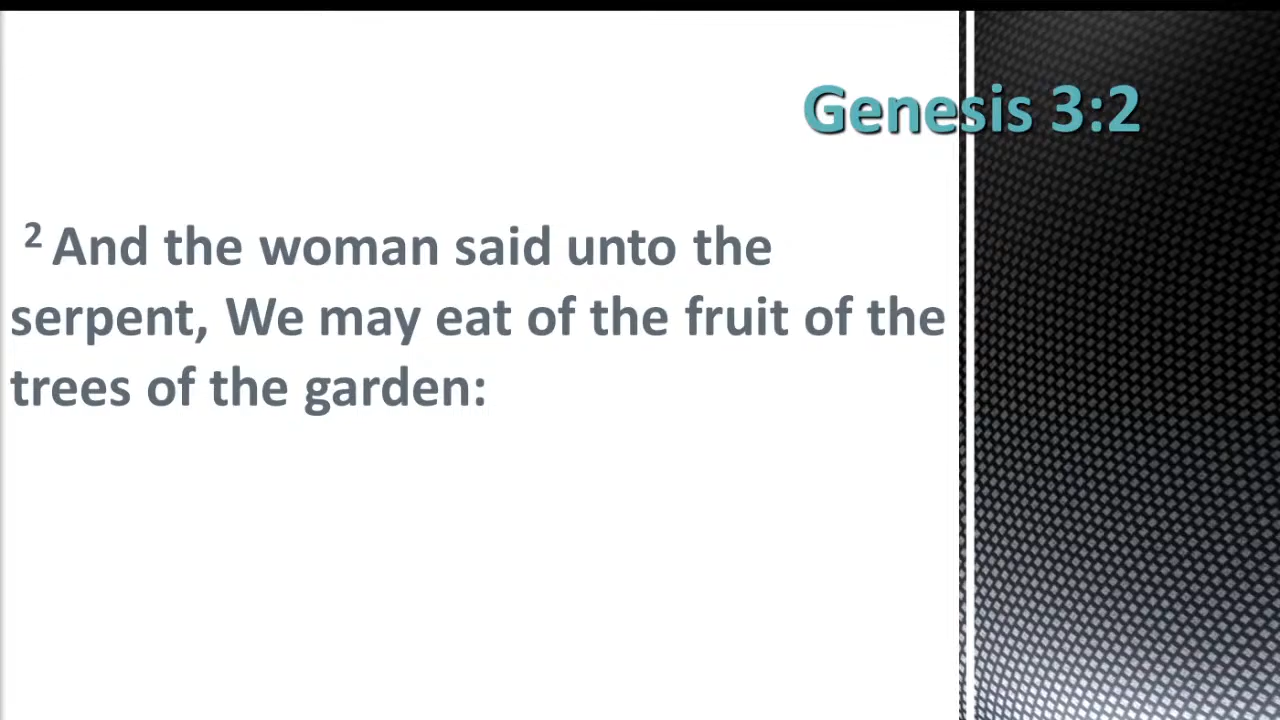 Genesis 3:2
2 And the woman said unto the
serpent, We may eat of the fruit of the
trees of the garden: